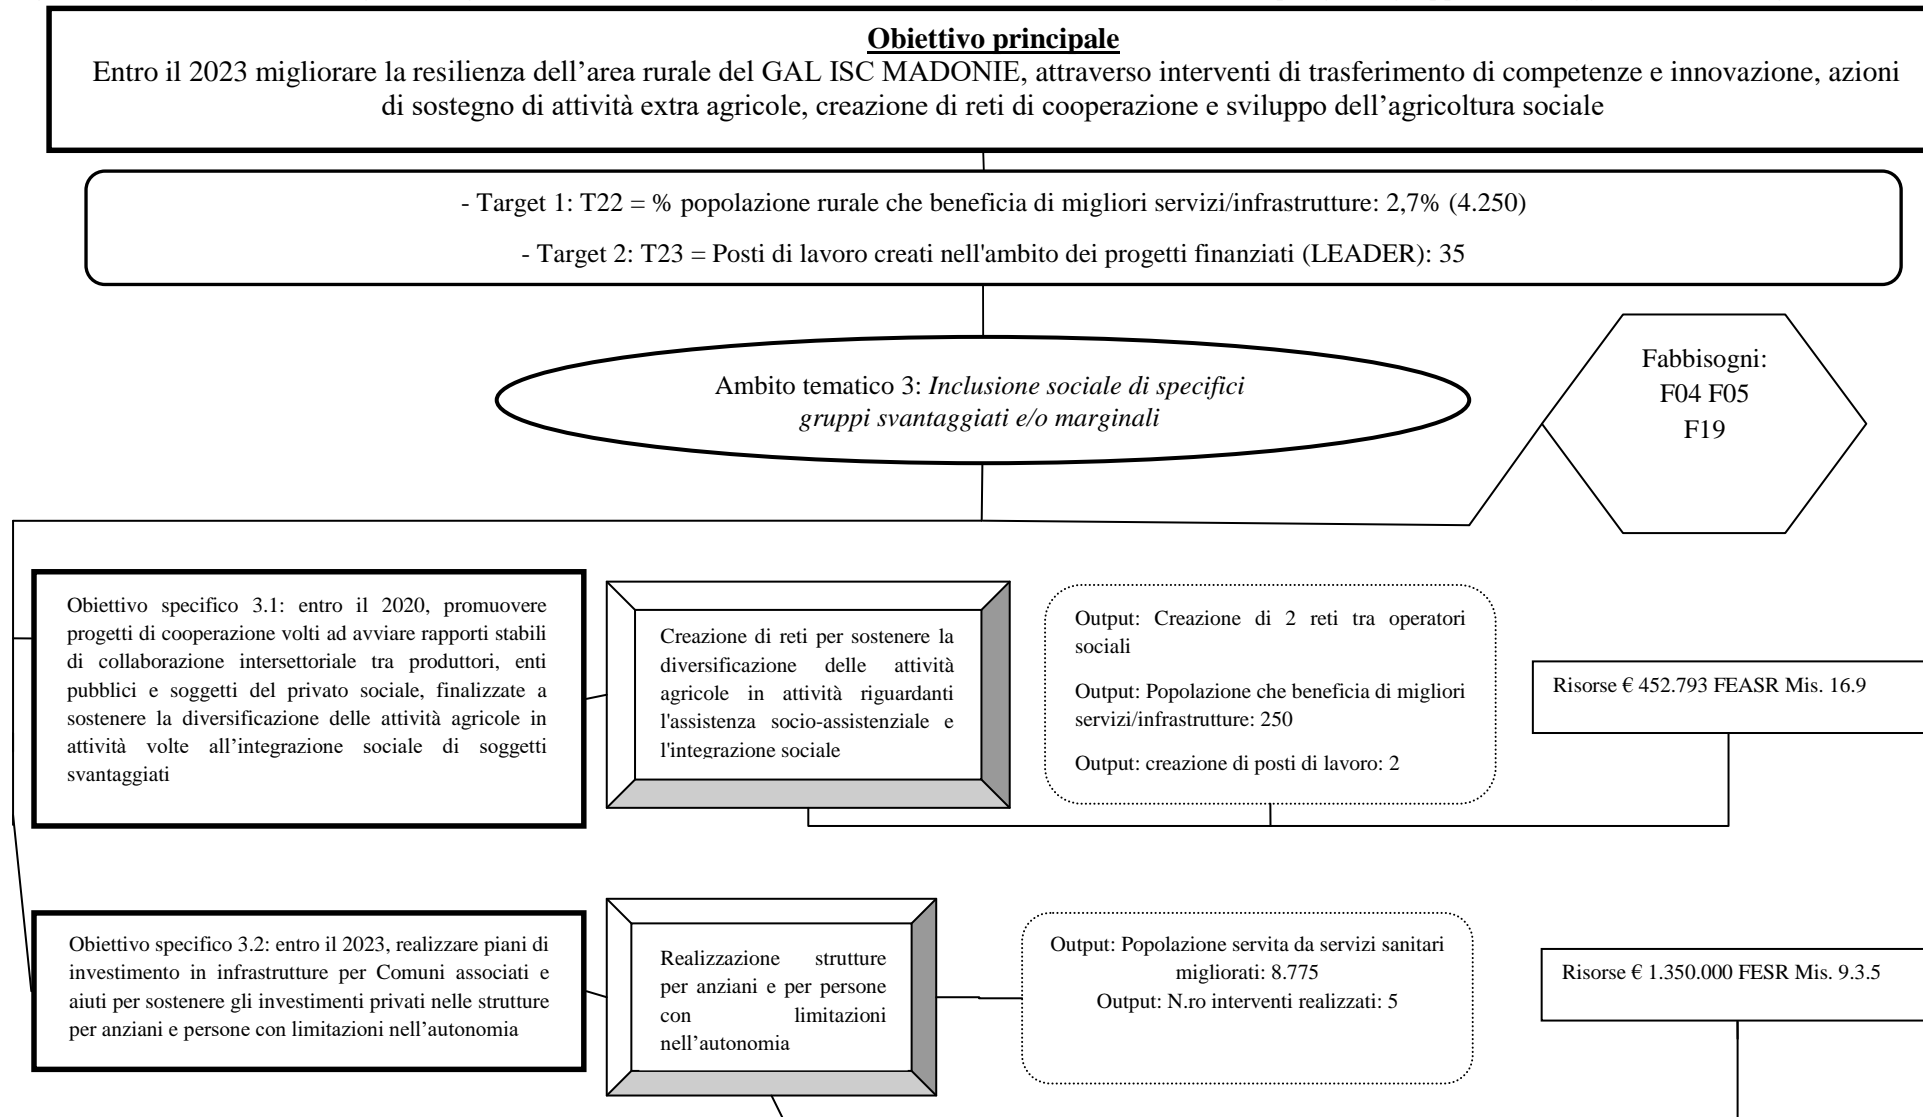 Obiettivo principale
Entro il 2023 migliorare la resilienza dell’area rurale del GAL ISC MADONIE, attraverso interventi di trasferimento di competenze e innovazione, azioni
di sostegno di attività extra agricole, creazione di reti di cooperazione e sviluppo dell’agricoltura sociale
- Target 1: T22 = % popolazione rurale che beneficia di migliori servizi/infrastrutture: 2,7% (4.250)
- Target 2: T23 = Posti di lavoro creati nell'ambito dei progetti finanziati (LEADER): 35
Ambito tematico 3: Inclusione sociale di specifici
gruppi svantaggiati e/o marginali
Fabbisogni:
F04 F05
F19
Obiettivo specifico 3.1: entro il 2020, promuovere
progetti di cooperazione volti ad avviare rapporti stabili
di collaborazione intersettoriale tra produttori, enti
pubblici e soggetti del privato sociale, finalizzate a
sostenere la diversificazione delle attività agricole in
attività volte all’integrazione sociale di soggetti
svantaggiati
Creazione di reti per sostenere la
diversificazione delle attività
agricole in attività riguardanti
l'assistenza socio-assistenziale e
l'integrazione sociale
Output: Creazione di 2 reti tra operatori
sociali
Output: Popolazione che beneficia di migliori
servizi/infrastrutture: 250
Output: creazione di posti di lavoro: 2
Risorse € 452.793 FEASR Mis. 16.9
Obiettivo specifico 3.2: entro il 2023, realizzare piani di
investimento in infrastrutture per Comuni associati e
aiuti per sostenere gli investimenti privati nelle strutture
per anziani e persone con limitazioni nell’autonomia
Realizzazione strutture
per anziani e per persone
con limitazioni
nell’autonomia
Output: Popolazione servita da servizi sanitari
migliorati: 8.775
Output: N.ro interventi realizzati: 5
Risorse € 1.350.000 FESR Mis. 9.3.5